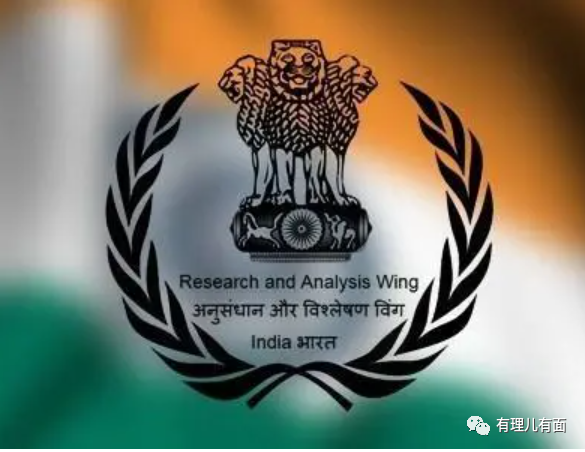 Research and Analysis Wing
अनुसंधान और विश्लेषण विंग
India भारत
有理儿有面